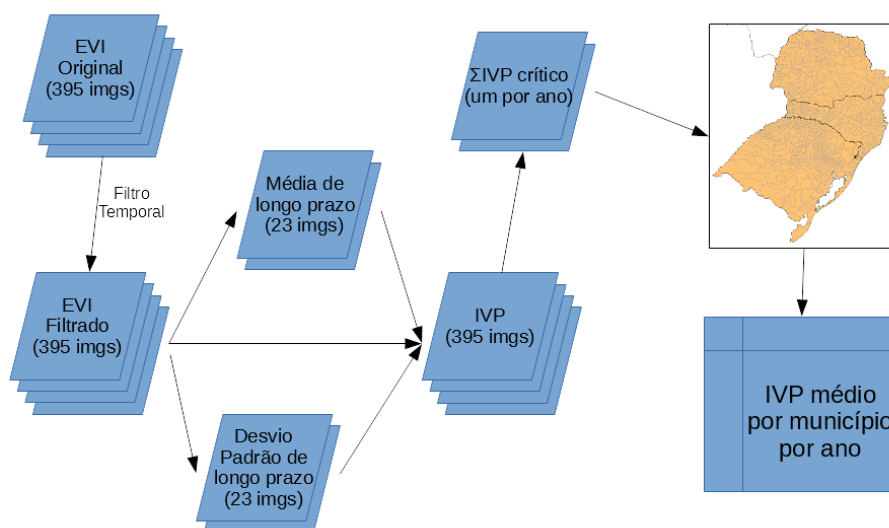 EVI
Original
(395 imgs)
Filtro
Temporal
EVI
Filtrado
(395 imgs)
Média de
longo prazo
(23 imgs)
Desvio
Padrão de
longo prazo
(23 imgs)
IVP
(395 imgs)
ΣIVP crítico
(um por ano)
IVP médio
por município
por ano